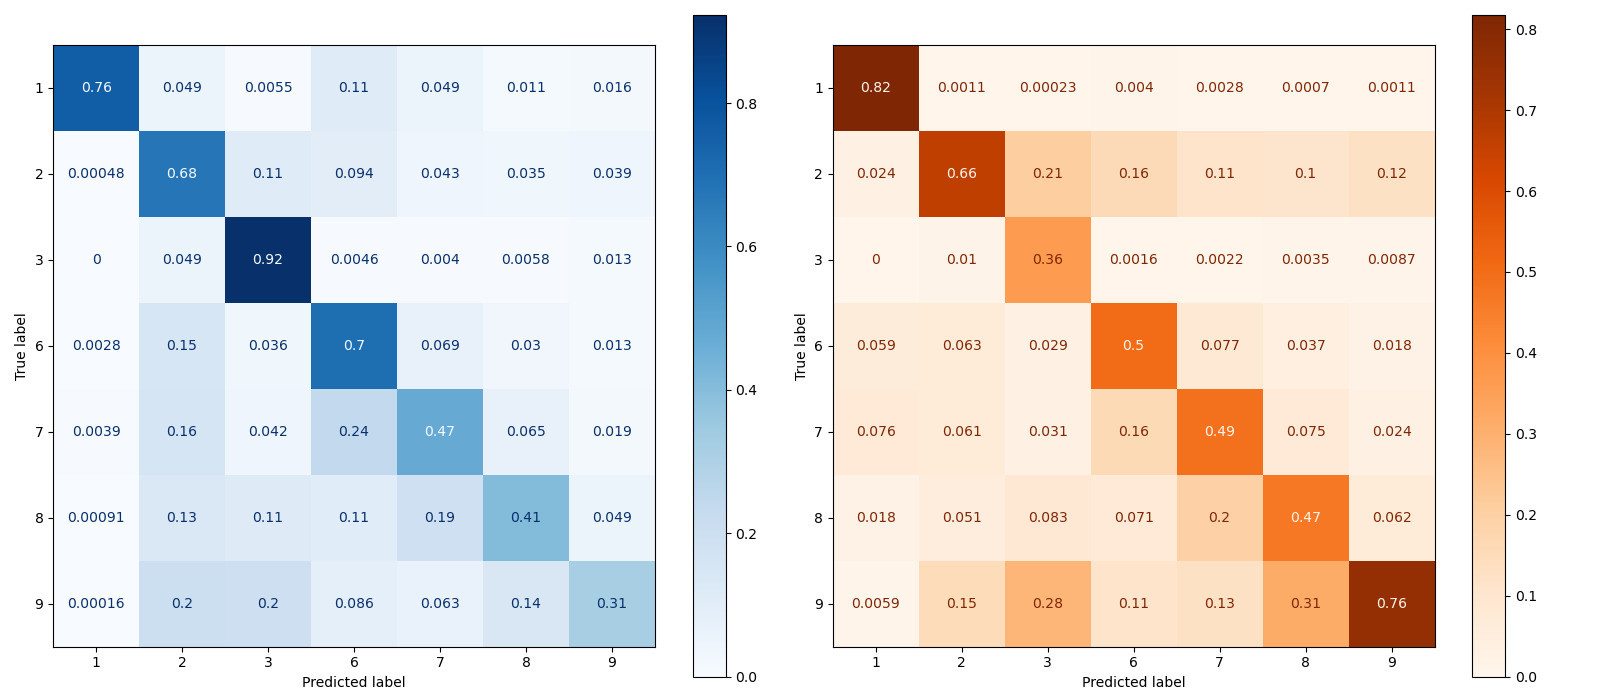 1 0.76 0.049 0.0055 0.11 0.049 0.011 0.016
2 0.00048 0.68 0.11 0.094 0.043 0.035 0.039
3 0 0.049 0.92 0.0046 0.004 0.0058 0.013
6 0.0028 0.15 0.036 0.7 0.069 0.03 0.013
7 0.0039 0.16 0.042 0.24 0.47 0.065 0.019
8 0.00091 0.13 0.11 0.11 0.19 0.41 0.049
9 0.00016 0.2 0.2 0.086 0.063 0.14 0.31
1 2 3 6 7 8 9
True label
Predicted label
0.8
0.6
0.4
0.2
0.0
1 0.82 0.0011 0.00023 0.004 0.0028 0.0007 0.0011
2 0.024 0.66 0.21 0.16 0.11 0.1 0.12
3 0 0.01 0.36 0.0016 0.0022 0.0035 0.0087
6 0.059 0.063 0.029 0.5 0.077 0.037 0.018
7 0.076 0.061 0.031 0.16 0.49 0.075 0.024
8 0.018 0.051 0.083 0.071 0.2 0.47 0.062
9 0.0059 0.15 0.28 0.11 0.13 0.31 0.76
1 2 3 6 7 8 9
True label
Predicted label
0.8
0.7
0.6
0.5
0.4
0.3
0.2
0.1
0.0